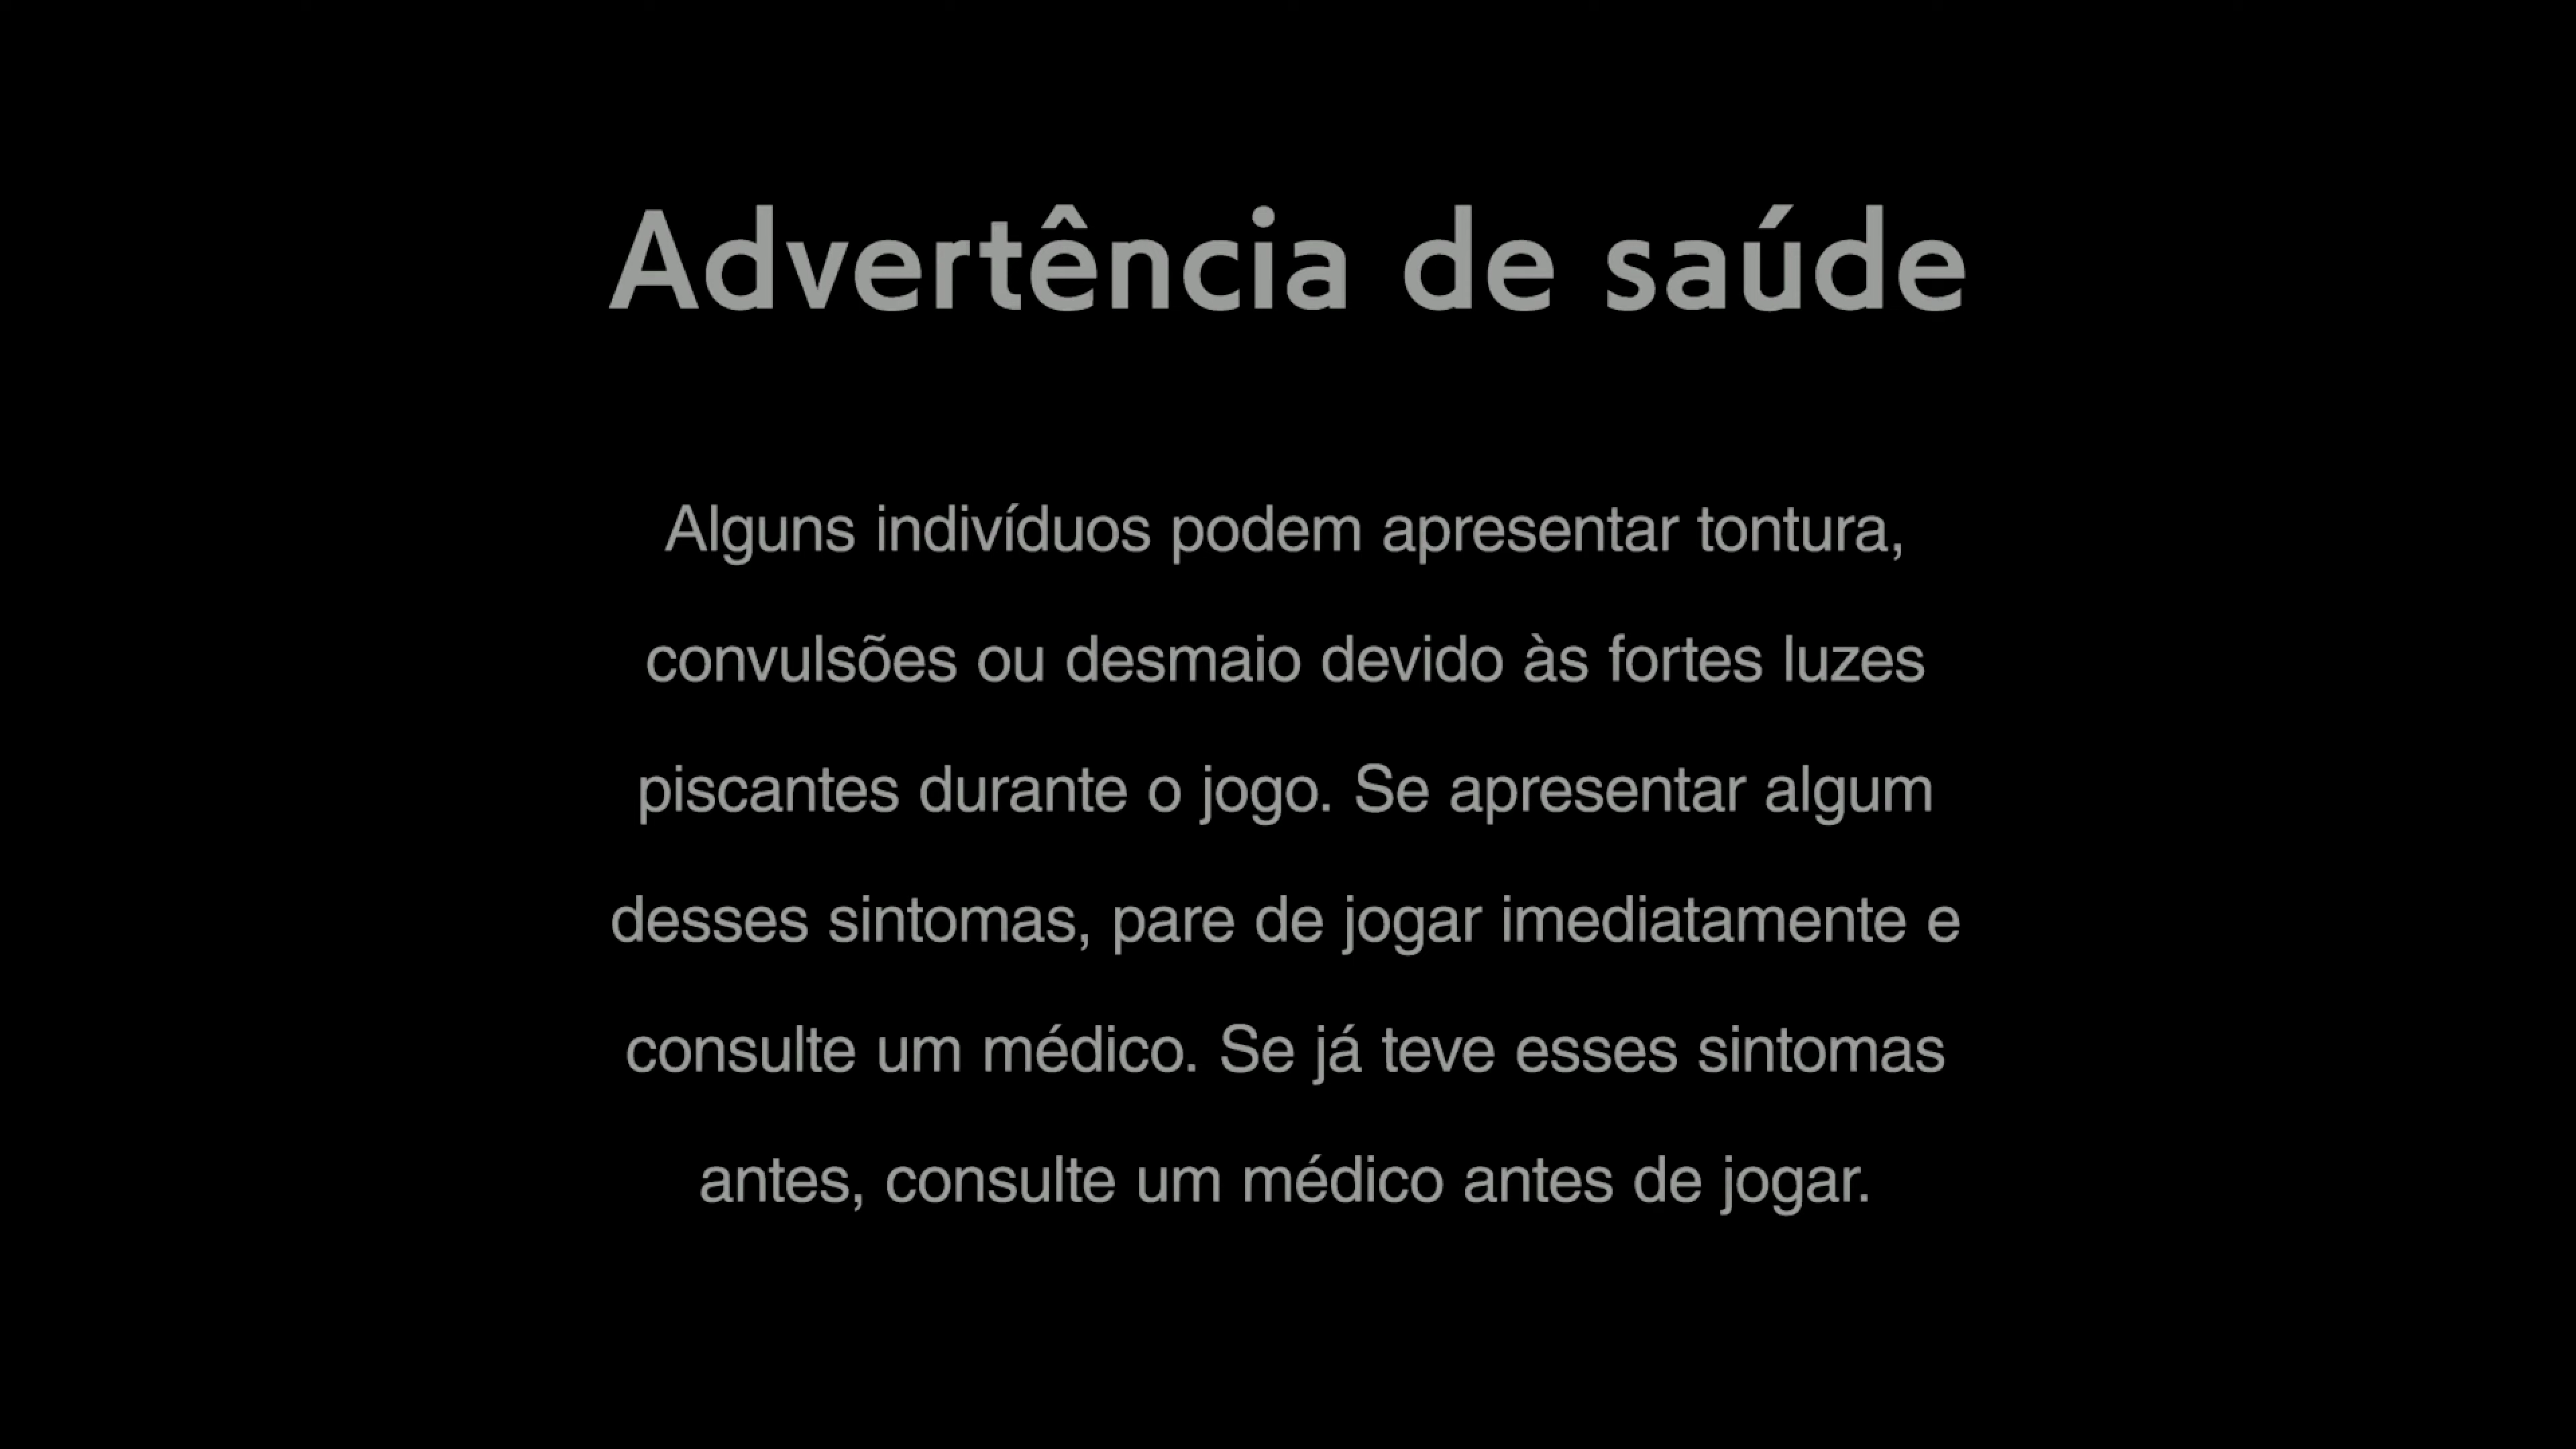 Advertência de saúde
Alguns indivíduos podem apresentar tontura,
convulsões ou desmaio devido às fortes luzes
piscantes durante o jogo. Se apresentar algum
desses sintomas, pare de jogar imediatamente e
consulte um médico. Se já teve esses sintomas
antes, consulte um médico antes de jogar.